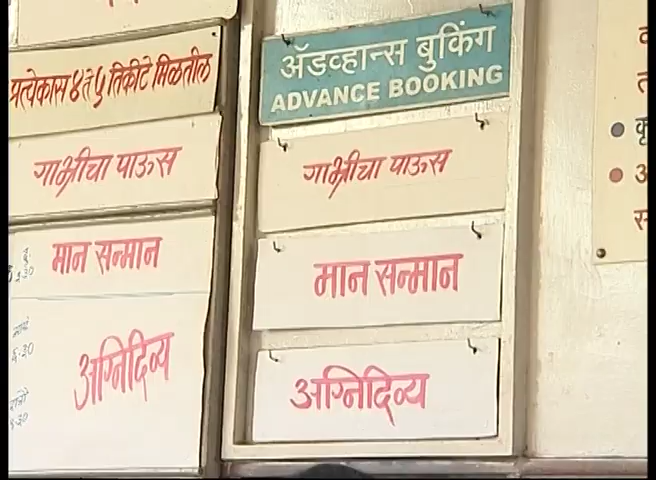 प्रत्येकास ४ ते ५ तिकीटे मिळतील
गाभ्रीचा पाऊस
मान सन्मान
अग्निदिव्य
ॲडव्हान्स बुकिंग
ADVANCE BOOKING
गाभ्रीचा पाऊस
मान सन्मान
अग्निदिव्य